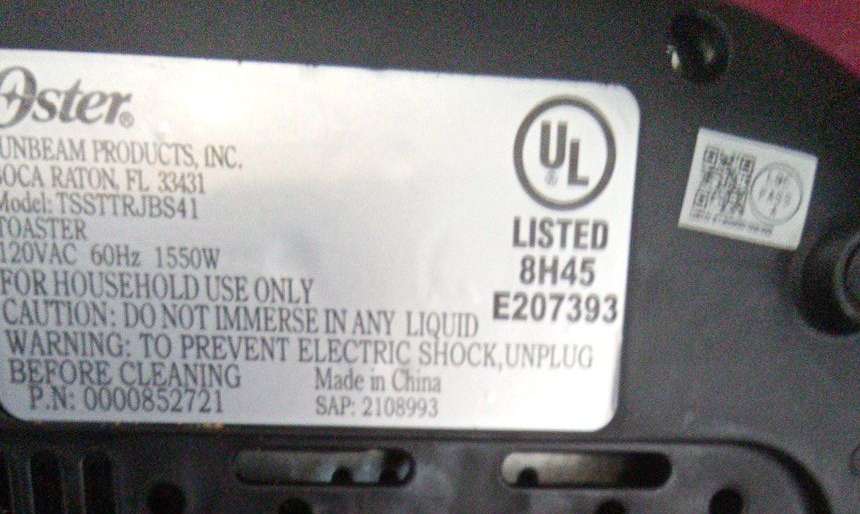 Oster®
UNBEAM PRODUCTS, INC.
BOCA RATON, FL 33431
Model: TSSTTRJBS41
TOASTER
120VAC 60Hz 1550W
FOR HOUSEHOLD USE ONLY
CAUTION: DO NOT IMMERSE IN ANY LIQUID
WARNING: TO PREVENT ELECTRIC SHOCK,UNPLUG
BEFORE CLEANING
Made in China
P.N: 0000852721
SAP: 2108993
UL®
LISTED
8H45
E207393